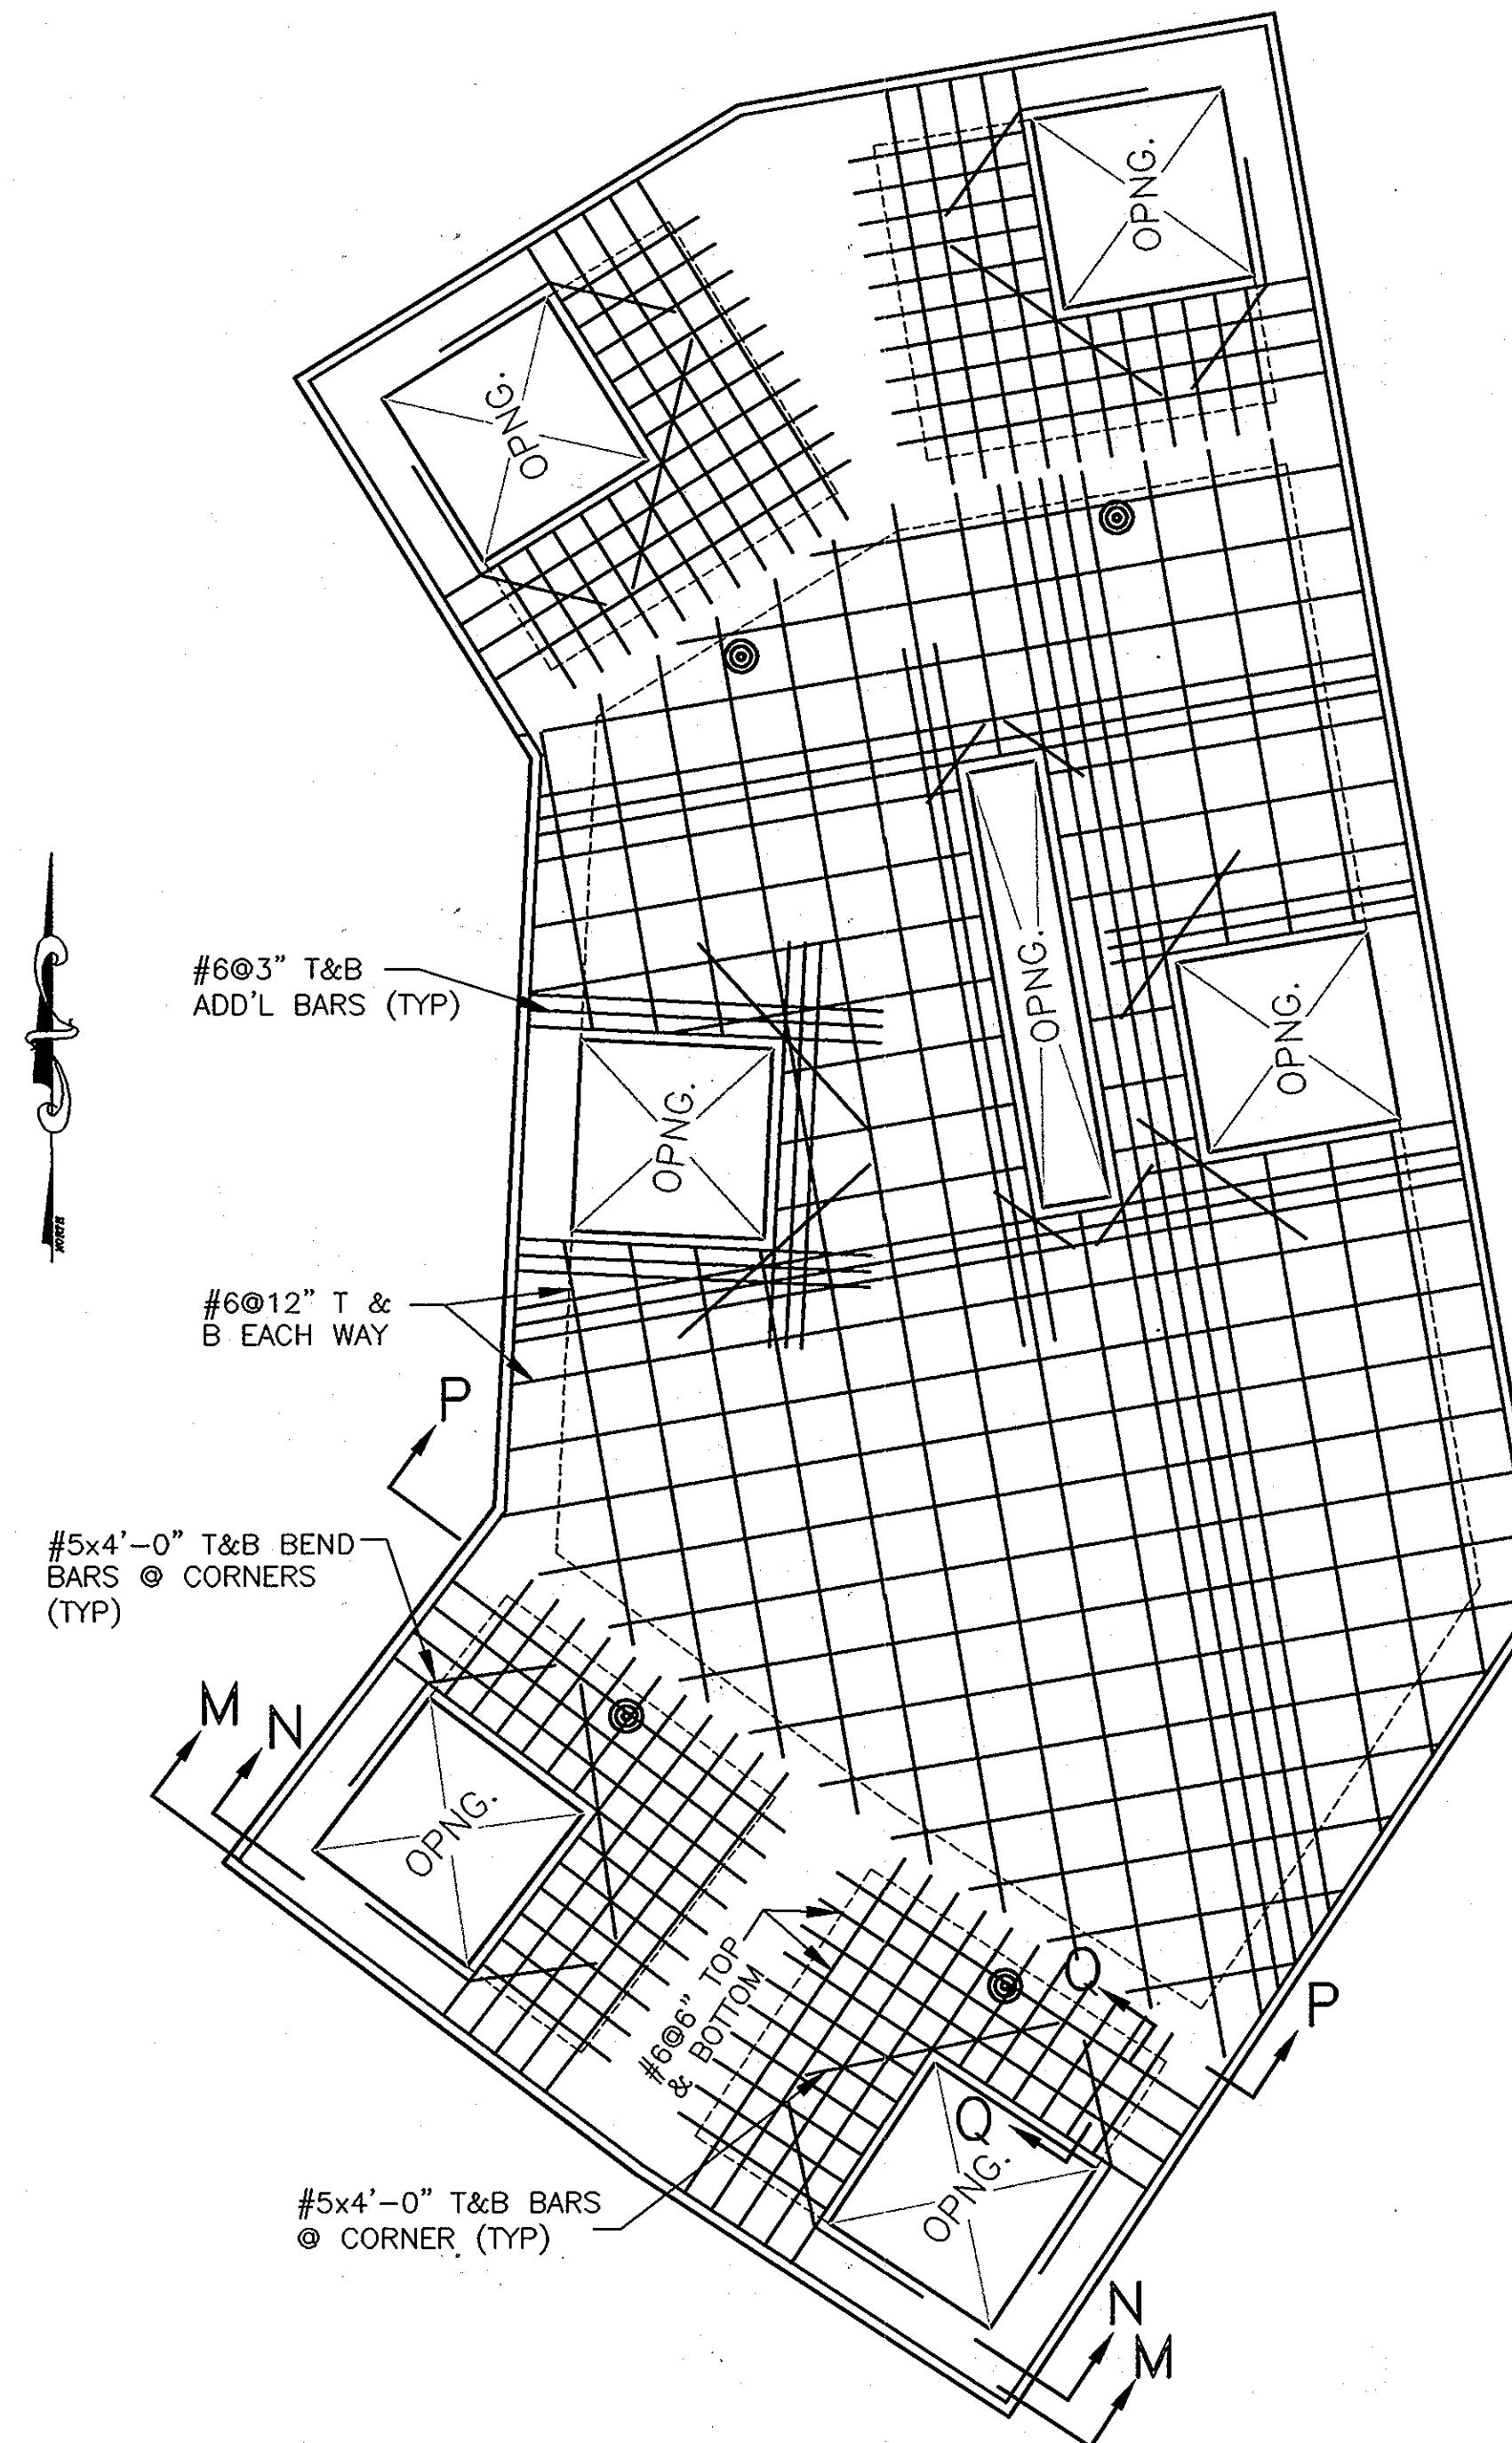 OPNG.
OPNG.
#6@3" T&B
ADD'L BARS (TYP)
OPNG.
OPNG.
OPNG.
NORTH
#6@12" T &
B EACH WAY
P
#5x4'-0" T&B BEND
BARS @ CORNERS
(TYP)
M
N
OPNG.
#6@6" TOP
& BOTTOM
Q
P
Q
OPNG.
#5x4'-0" T&B BARS
@ CORNER (TYP)
N
M